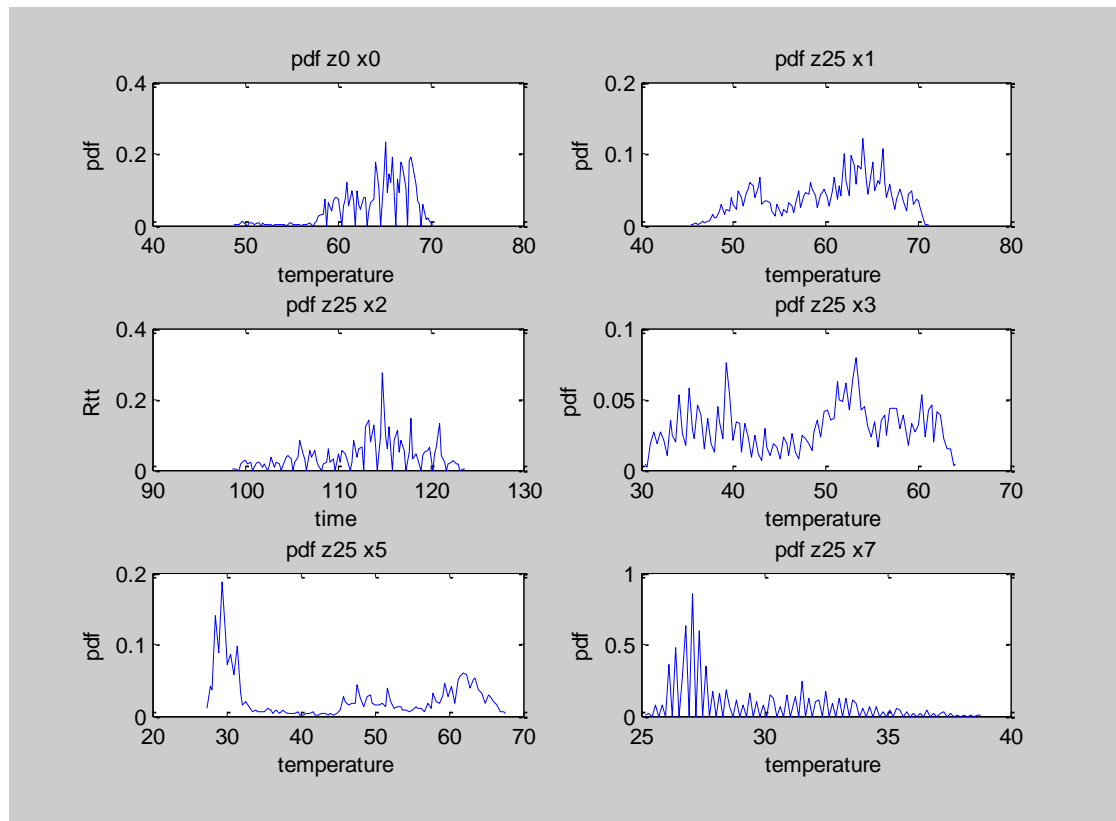 pdf z0 x0
0.4
0.2
0
pdf
40
50
60
70
80
temperature
pdf z25 x1
0.2
0.1
0
pdf
40
50
60
70
80
temperature
pdf z25 x2
0.4
0.2
0
Rtt
90
100
110
120
130
time
pdf z25 x3
0.1
0.05
0
pdf
30
40
50
60
70
temperature
pdf z25 x5
0.2
0.1
0
pdf
20
30
40
50
60
70
temperature
pdf z25 x7
1
0.5
0
pdf
25
30
35
40
temperature